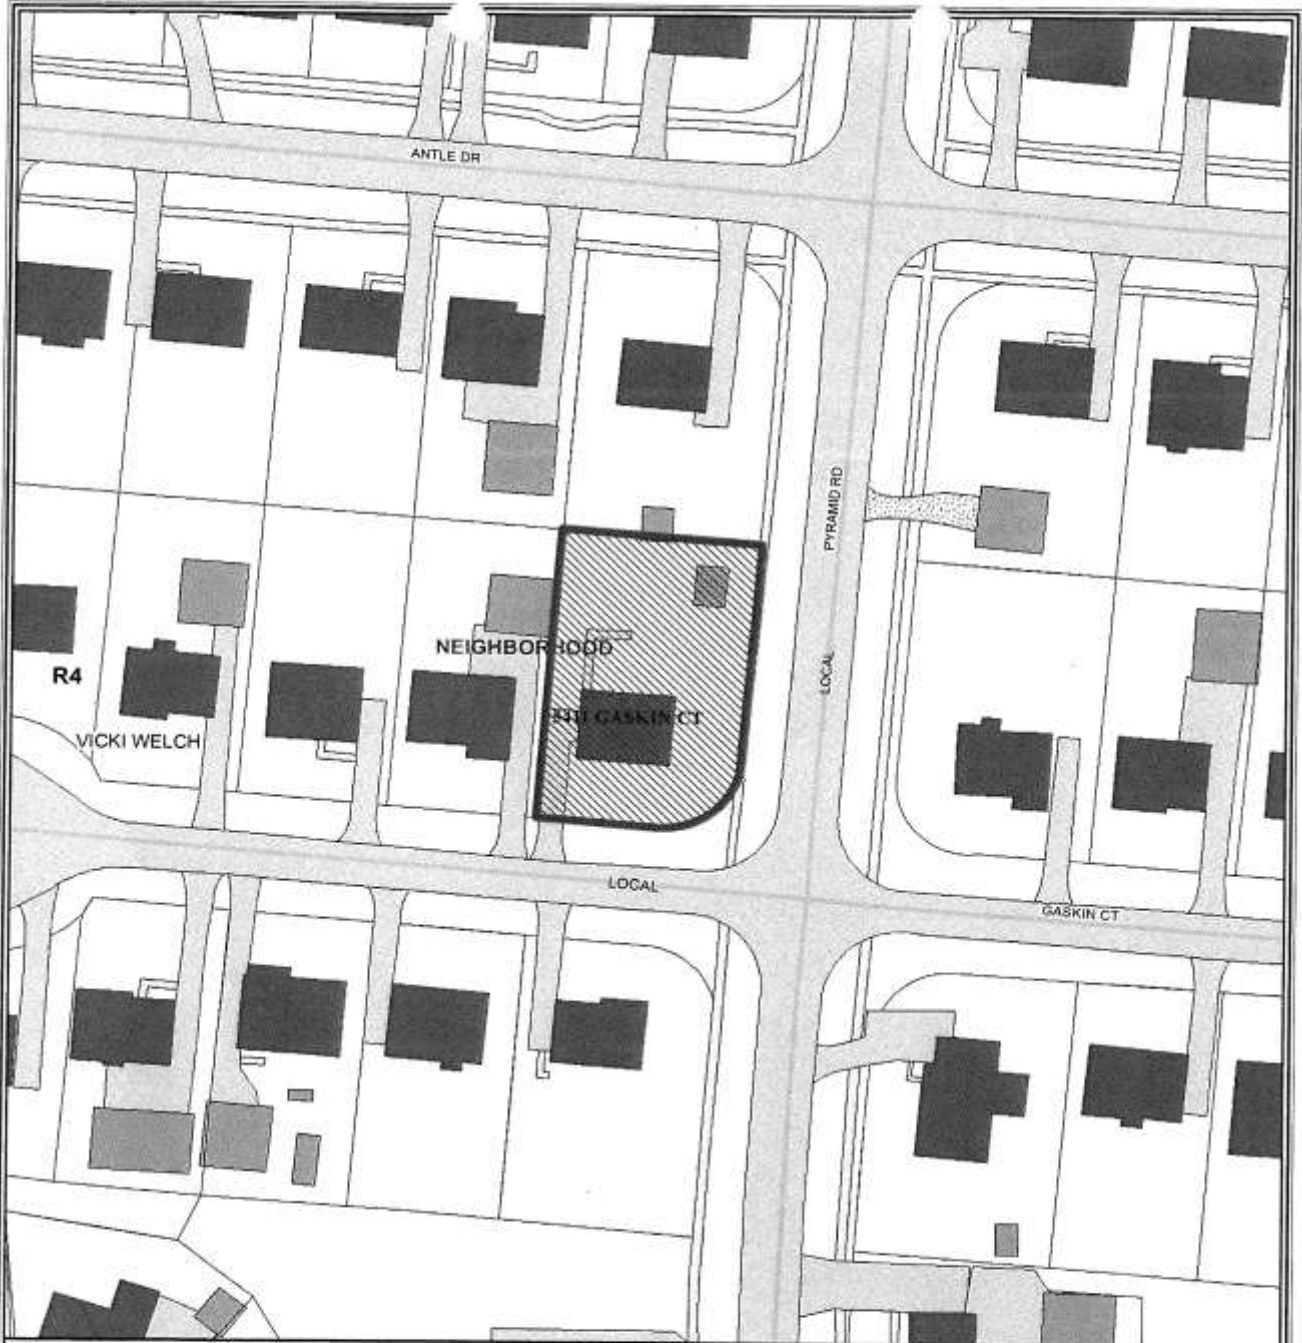 ANTLE DR
PYRAMID RD
LOCAL
NEIGHBORHOOD
R4
GASKIN CT
VICKI WELCH
LOCAL
GASKIN CT